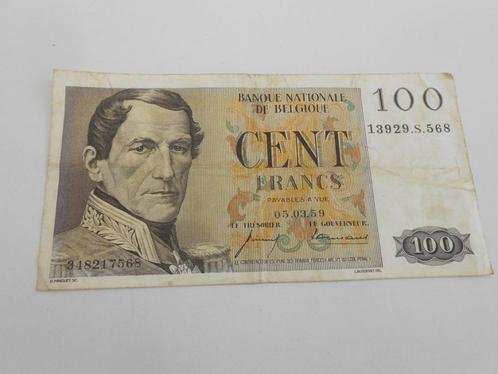 BANQUE NATIONALE
DE BELGIQUE
100
13929.S.568
CENT
FRANCS
PAYABLES A VUE
05.03.59
LE TRÉSORIER. LE GOUVERNEUR.
348217568
100